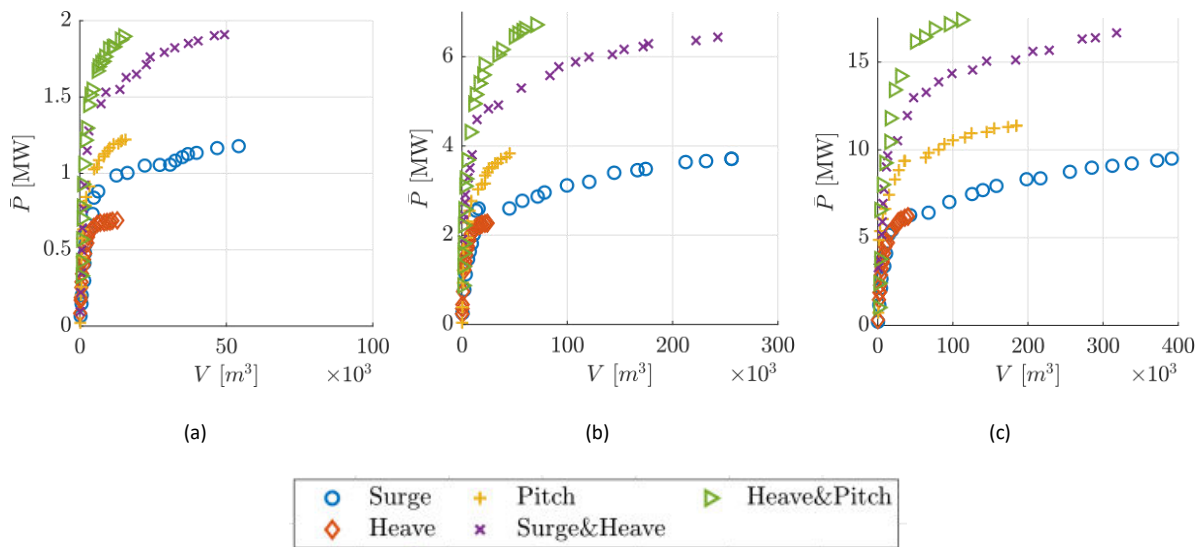 2
1.5
1
0.5
0
0 50 100
P̄ [MW]
V [m³] ×10³
(a)
6
4
2
0
0 100 200 300
P̄ [MW]
V [m³] ×10³
(b)
15
10
5
0
0 100 200 300 400
P̄ [MW]
V [m³] ×10³
(c)
Surge Pitch Heave&Pitch
Heave Surge&Heave